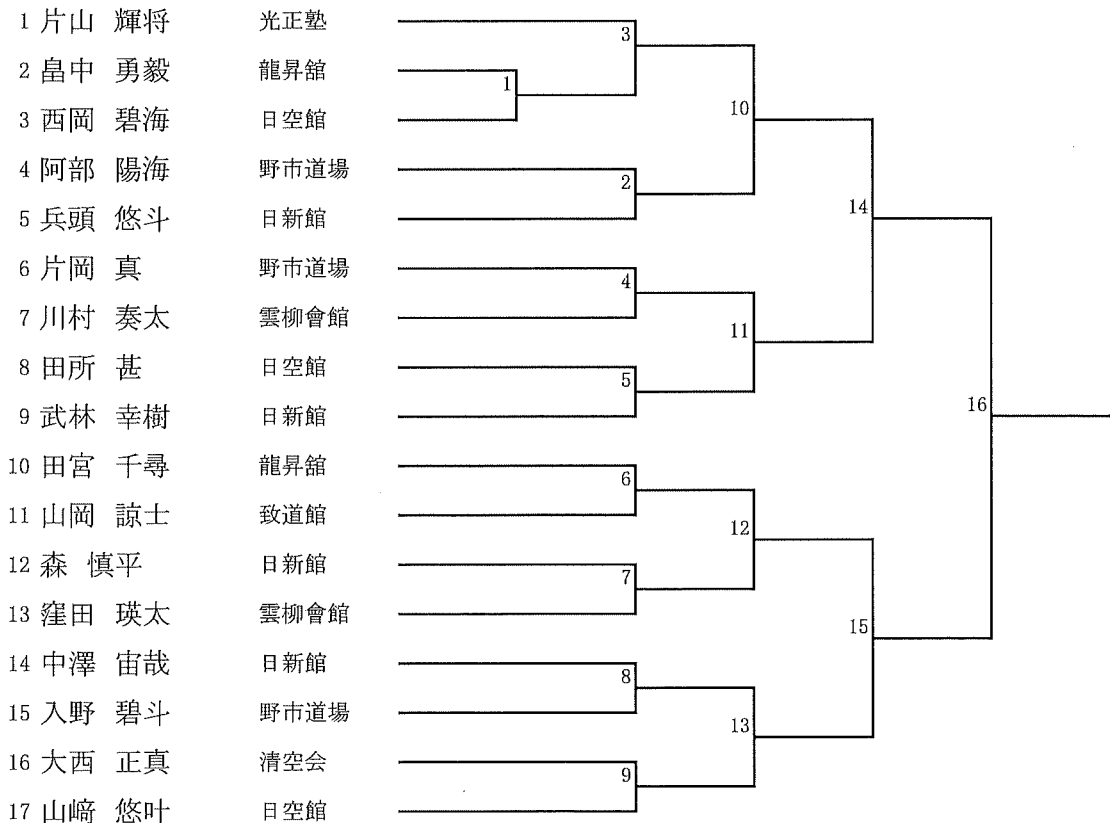 1 片山 輝将 光正塾
2 畠中 勇毅 龍昇舘
3 西岡 碧海 日空館
4 阿部 陽海 野市道場
5 兵頭 悠斗 日新館
6 片岡 真 野市道場
7 川村 奏太 雲柳會館
8 田所 甚 日空館
9 武林 幸樹 日新館
10 田宮 千尋 龍昇舘
11 山岡 諒士 致道館
12 森 慎平 日新館
13 窪田 瑛太 雲柳會館
14 中澤 宙哉 日新館
15 入野 碧斗 野市道場
16 大西 正真 清空会
17 山﨑 悠叶 日空館
3
1
2
4
5
6
7
8
9
10
11
12
13
14
15
16